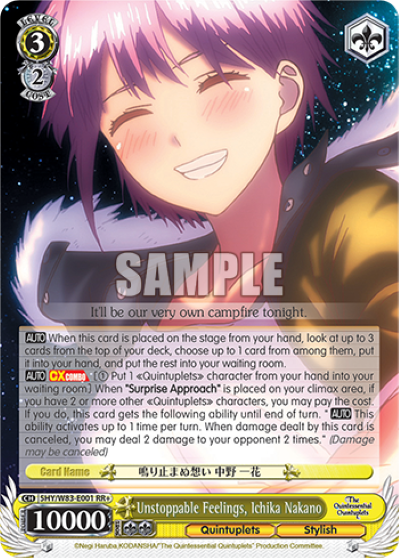 LEVEL
3
2
COST
SAMPLE
It'll be our very own campfire tonight.
AUTO When this card is placed on the stage from your hand, look at up to 3
cards from the top of your deck, choose up to 1 card from among them, put
it into your hand, and put the rest into your waiting room.
AUTO CXCOMBO [(1) Put 1 «Quintuplets» character from your hand into your
waiting room] When "Surprise Approach" is placed on your climax area, if
you have 2 or more other «Quintuplets» characters, you may pay the cost.
If you do, this card gets the following ability until end of turn. "AUTO This
ability activates up to 1 time per turn. When damage dealt by this card is
canceled, you may deal 2 damage to your opponent 2 times." (Damage
may be canceled)
Card Name
鳴り止まぬ想い 中野 一花
CH 5HY/W83-E001 RR+
Unstoppable Feelings, Ichika Nakano
The Quintessential Quintuplets
10000
Quintuplets
Stylish
©Negi Haruba,KODANSHA/"The Quintessential Quintuplets" Production Committee